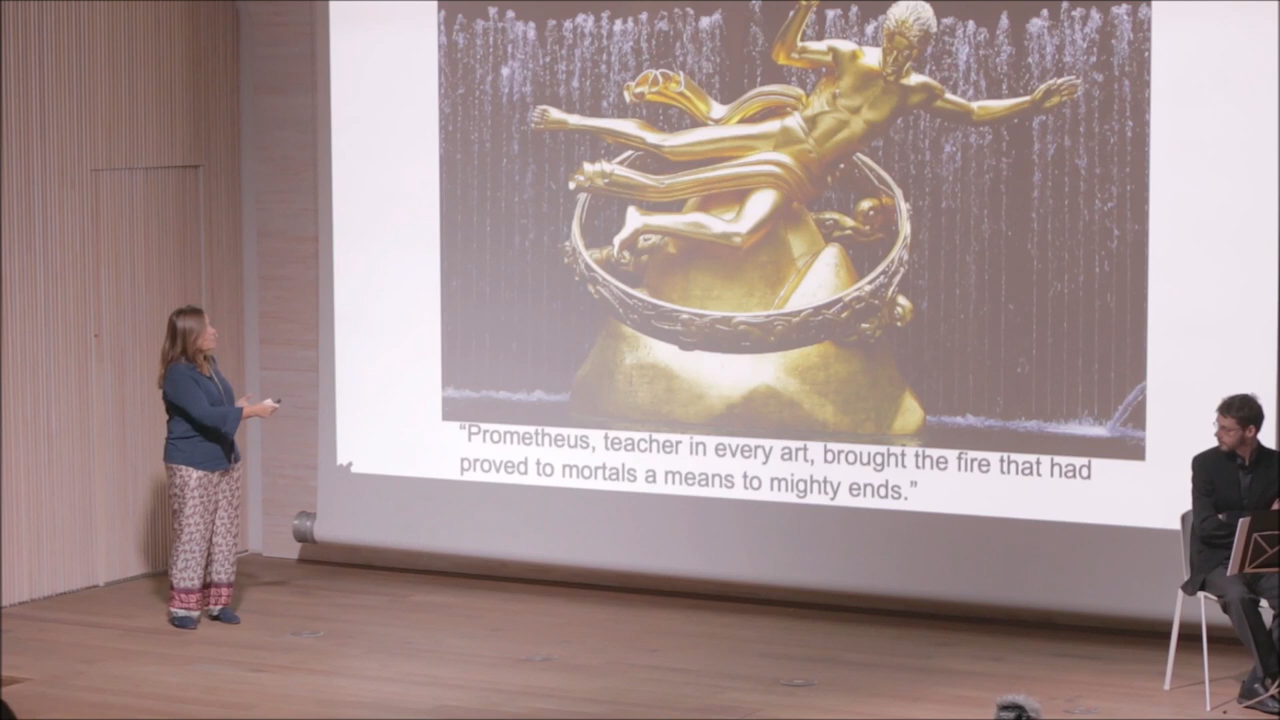 “Prometheus, teacher in every art, brought the fire that had
proved to mortals a means to mighty ends.”